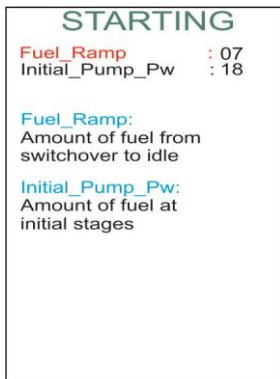 STARTING
Fuel_Ramp : 07
Initial_Pump_Pw : 18
Fuel_Ramp:
Amount of fuel from
switchover to idle
Initial_Pump_Pw:
Amount of fuel at
initial stages